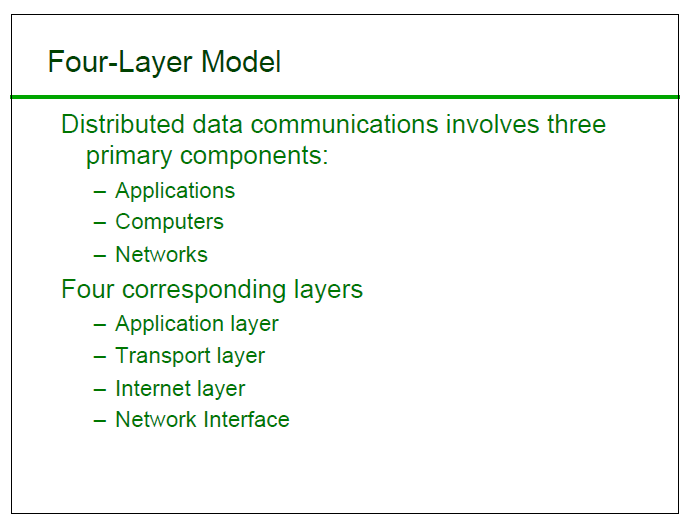 Four-Layer Model
Distributed data communications involves three
primary components:
– Applications
– Computers
– Networks
Four corresponding layers
– Application layer
– Transport layer
– Internet layer
– Network Interface